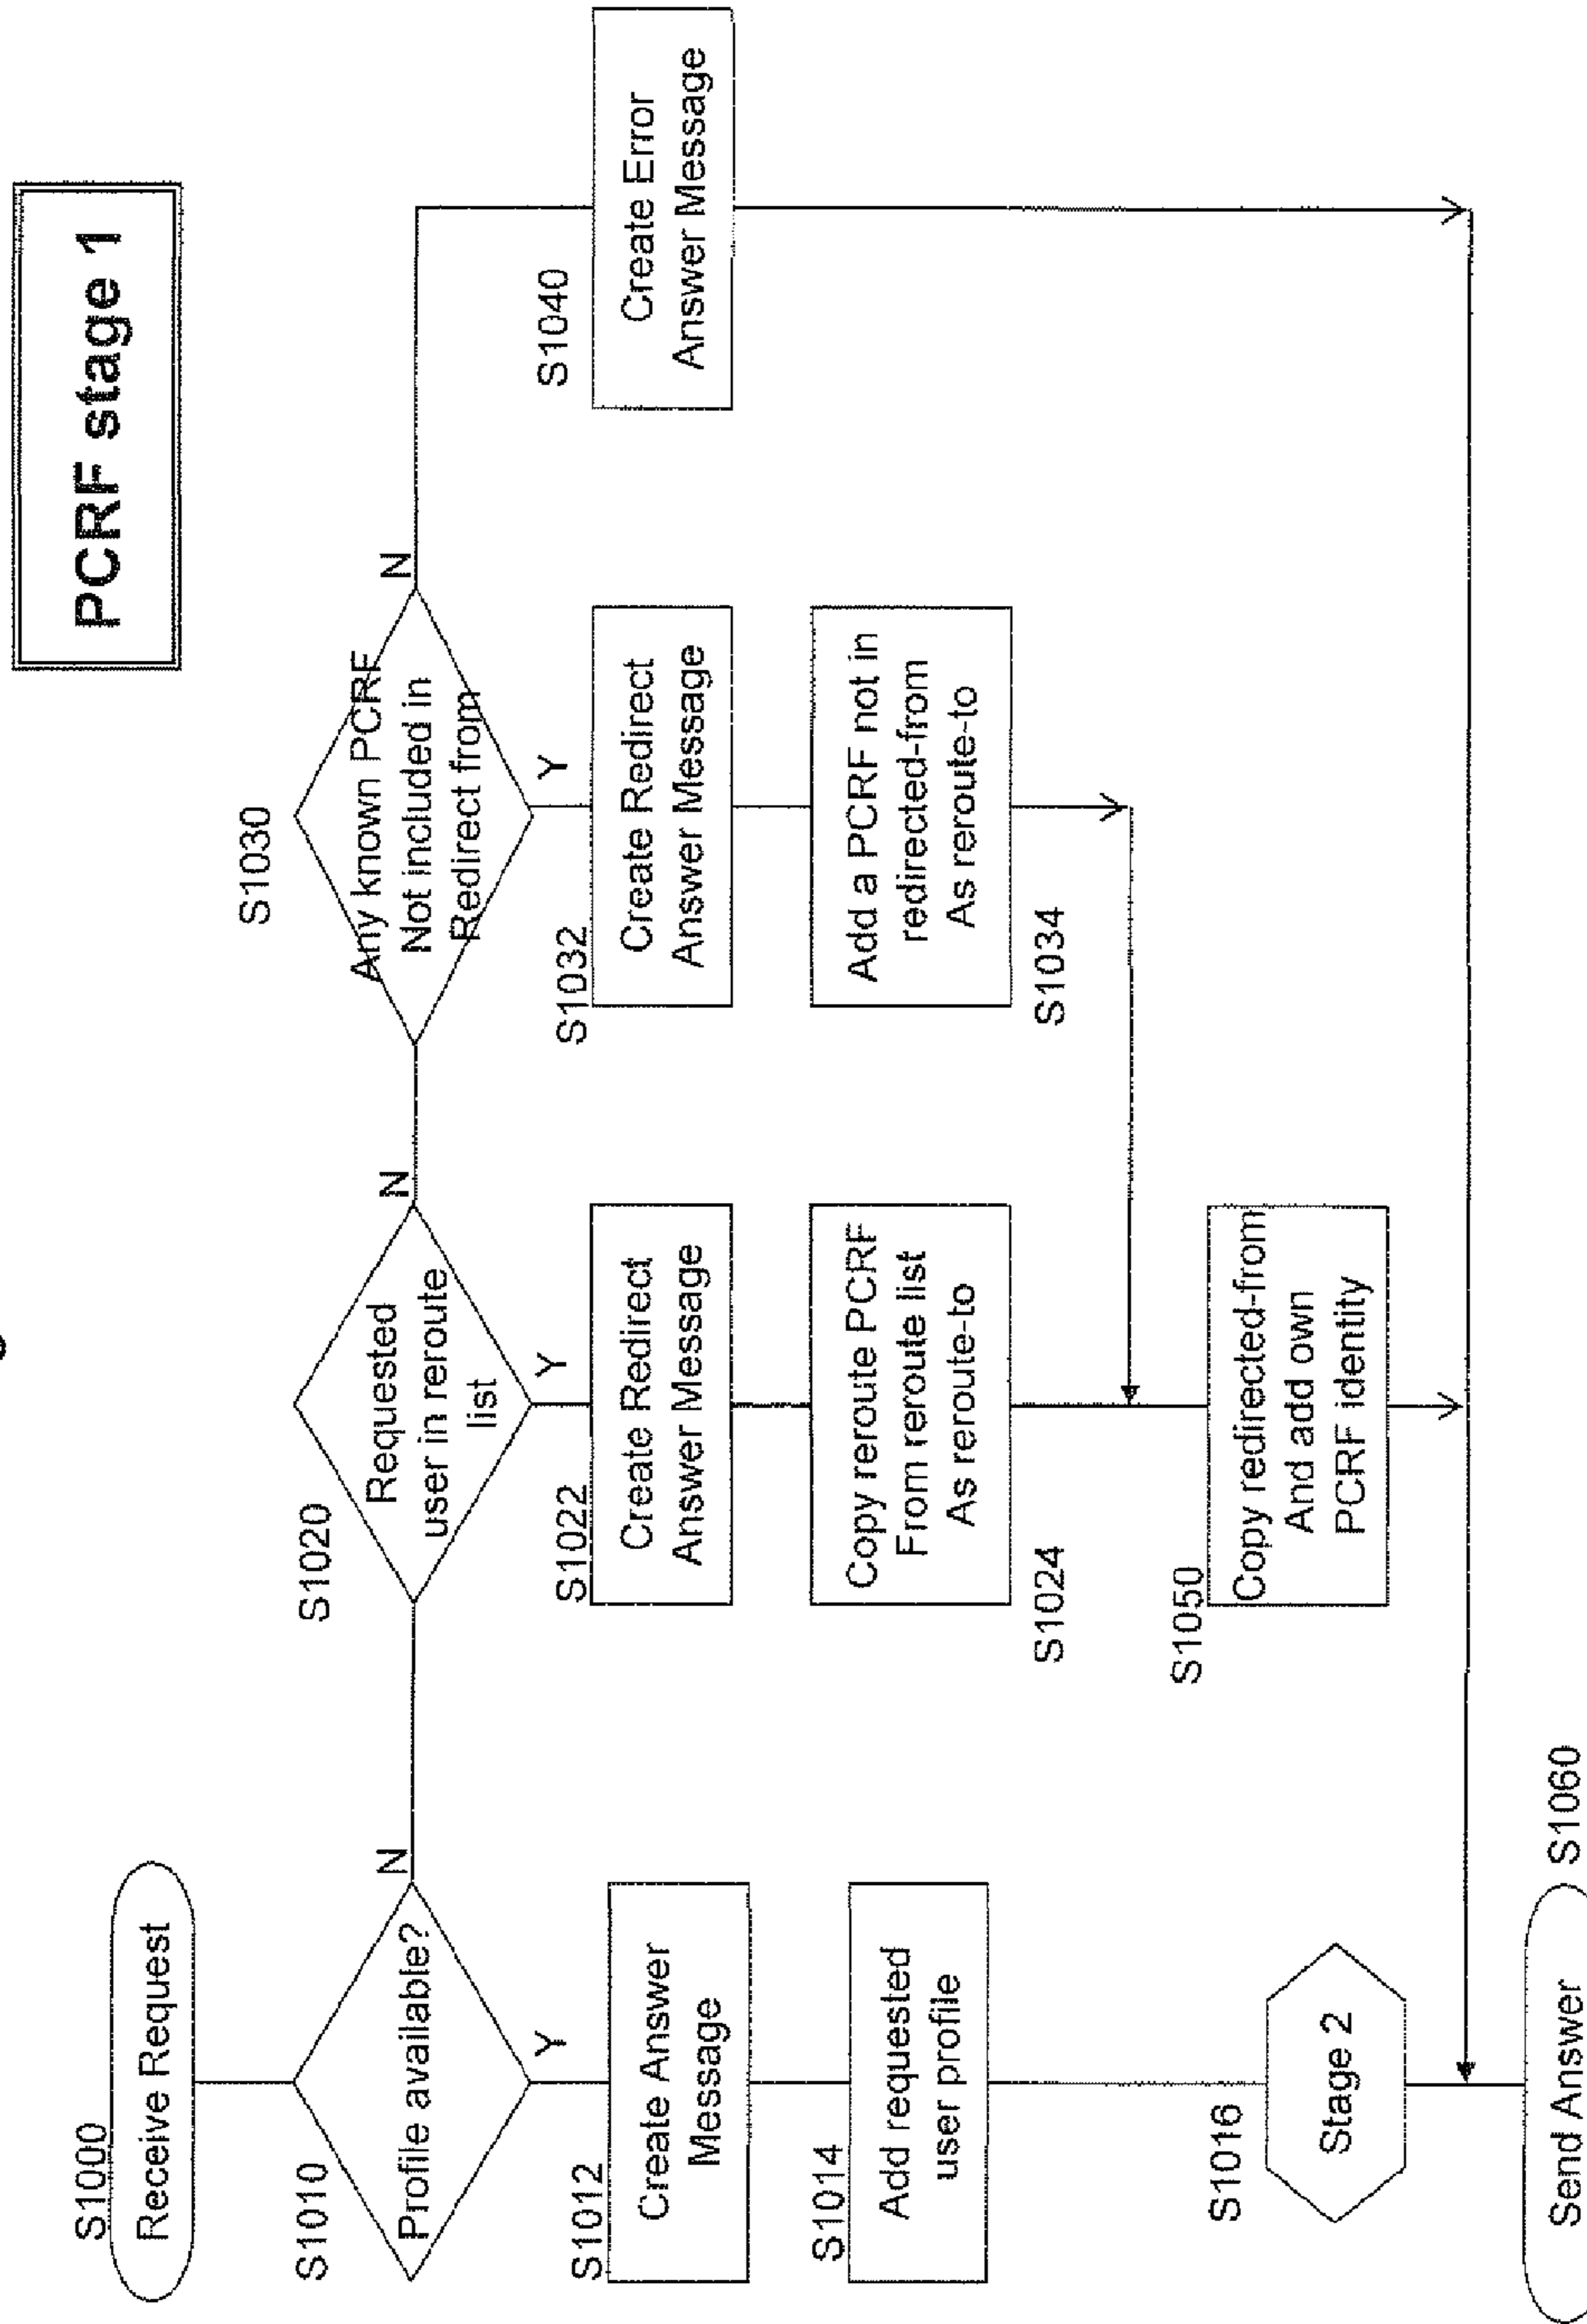 PCRF stage 1
S1000
Receive Request
S1010
Profile available?
N
Y
S1012
Create Answer
Message
S1014
Add requested
user profile
S1016
Stage 2
S1020
Requested
user in reroute
list
N
Y
S1022
Create Redirect
Answer Message
Copy reroute PCRF
From reroute list
As reroute-to
S1024
S1030
Any known PCRF
Not included in
Redirect from
N
Y
S1032
Create Redirect
Answer Message
Add a PCRF not in
redirected-from
As reroute-to
S1034
S1040
Create Error
Answer Message
S1050
Copy redirected-from
And add own
PCRF identity
Send Answer
S1060